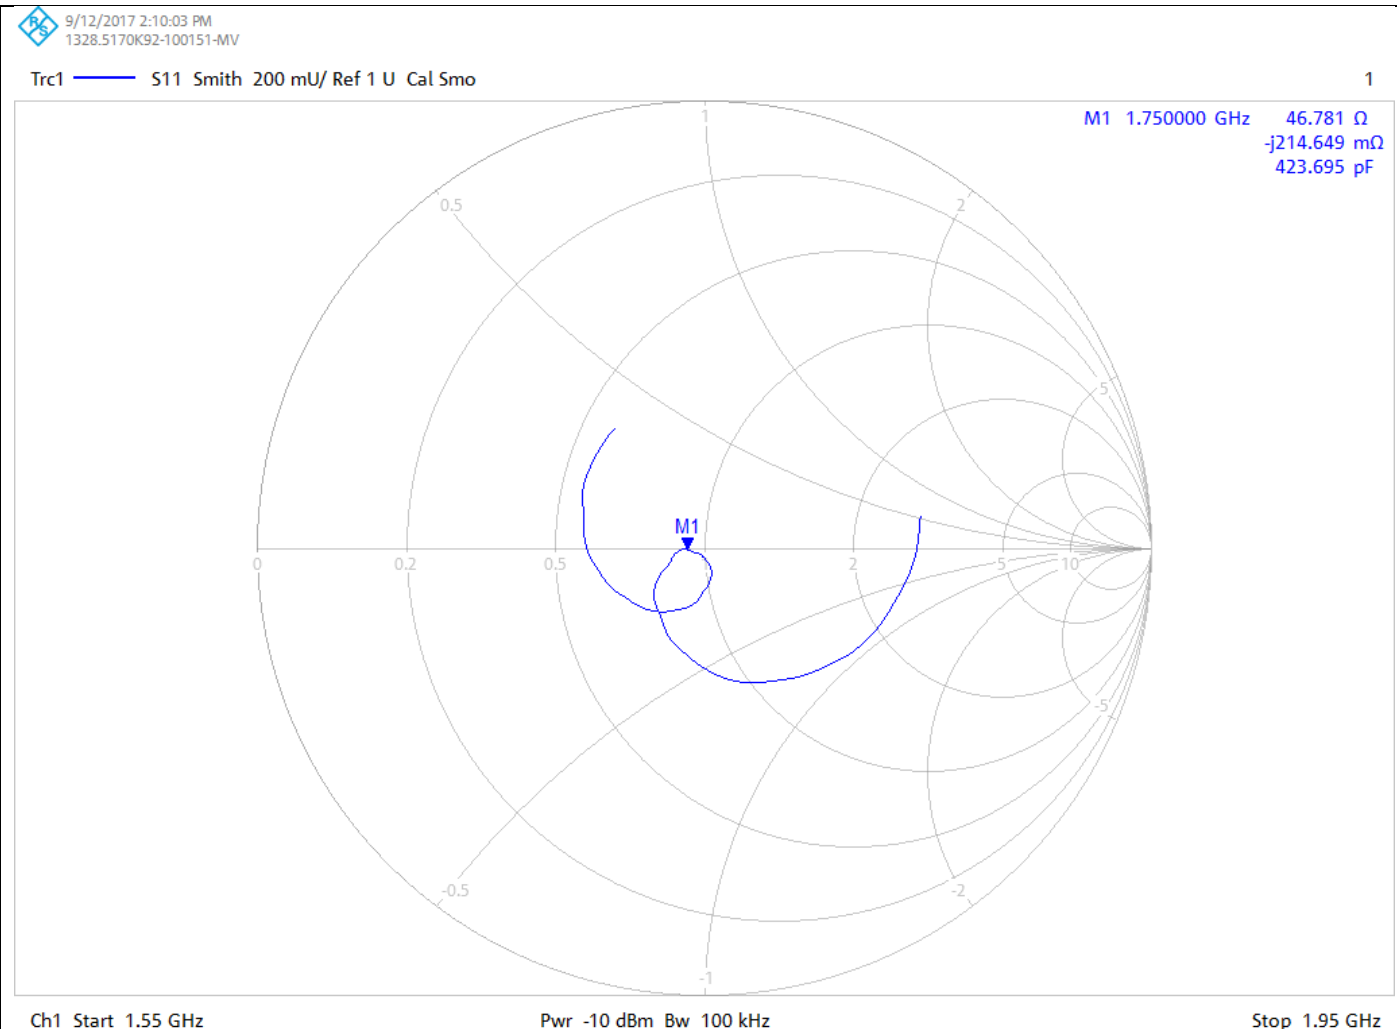 R&S
9/12/2017 2:10:03 PM
1328.5170K92-100151-MV
Trc1 S11 Smith 200 mU/ Ref 1 U Cal Smo 1
M1 1.750000 GHz 46.781 Ω
-j214.649 mΩ
423.695 pF
1
0.5 2
5
M1
0 0.2 0.5 1 2 5 10
-5
-0.5 -2
-1
Ch1 Start 1.55 GHz Pwr -10 dBm Bw 100 kHz Stop 1.95 GHz